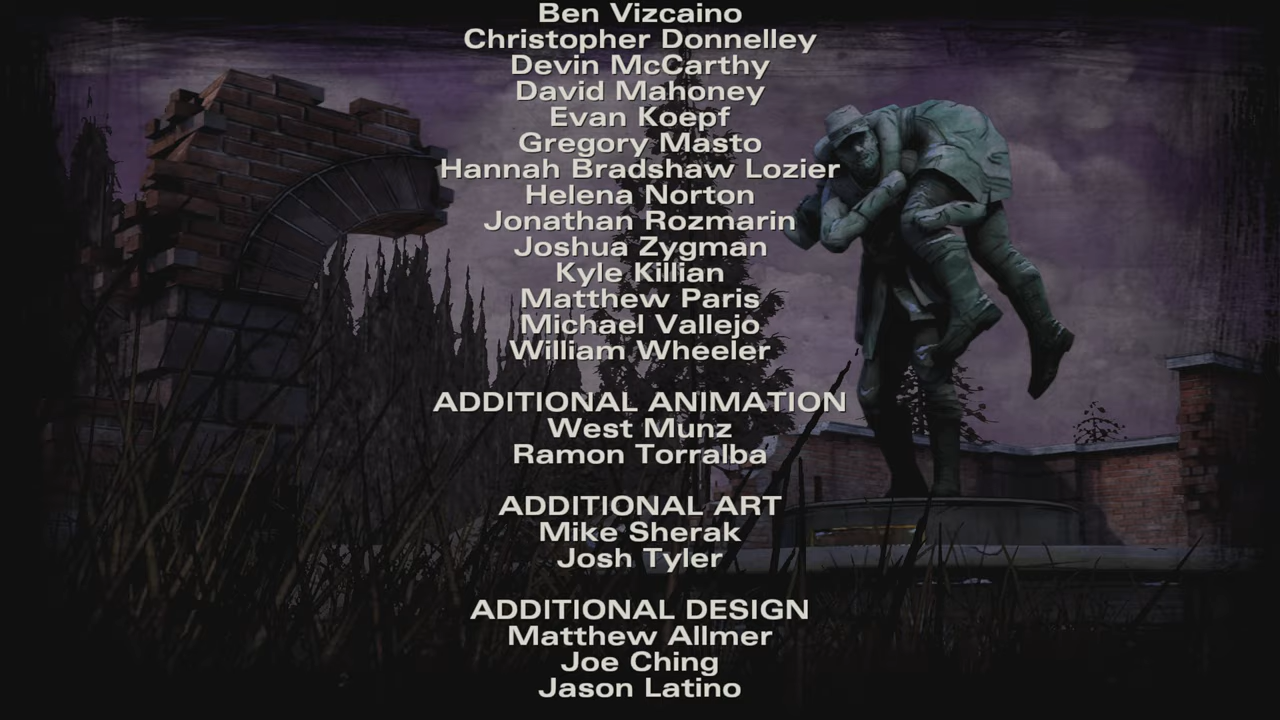 Ben Vizcaino
Christopher Donnelley
Devin McCarthy
David Mahoney
Evan Koepf
Gregory Masto
Hannah Bradshaw Lozier
Helena Norton
Jonathan Rozmarin
Joshua Zygman
Kyle Killian
Matthew Paris
Michael Vallejo
William Wheeler
ADDITIONAL ANIMATION
West Munz
Ramon Torralba
ADDITIONAL ART
Mike Sherak
Josh Tyler
ADDITIONAL DESIGN
Matthew Allmer
Joe Ching
Jason Latino